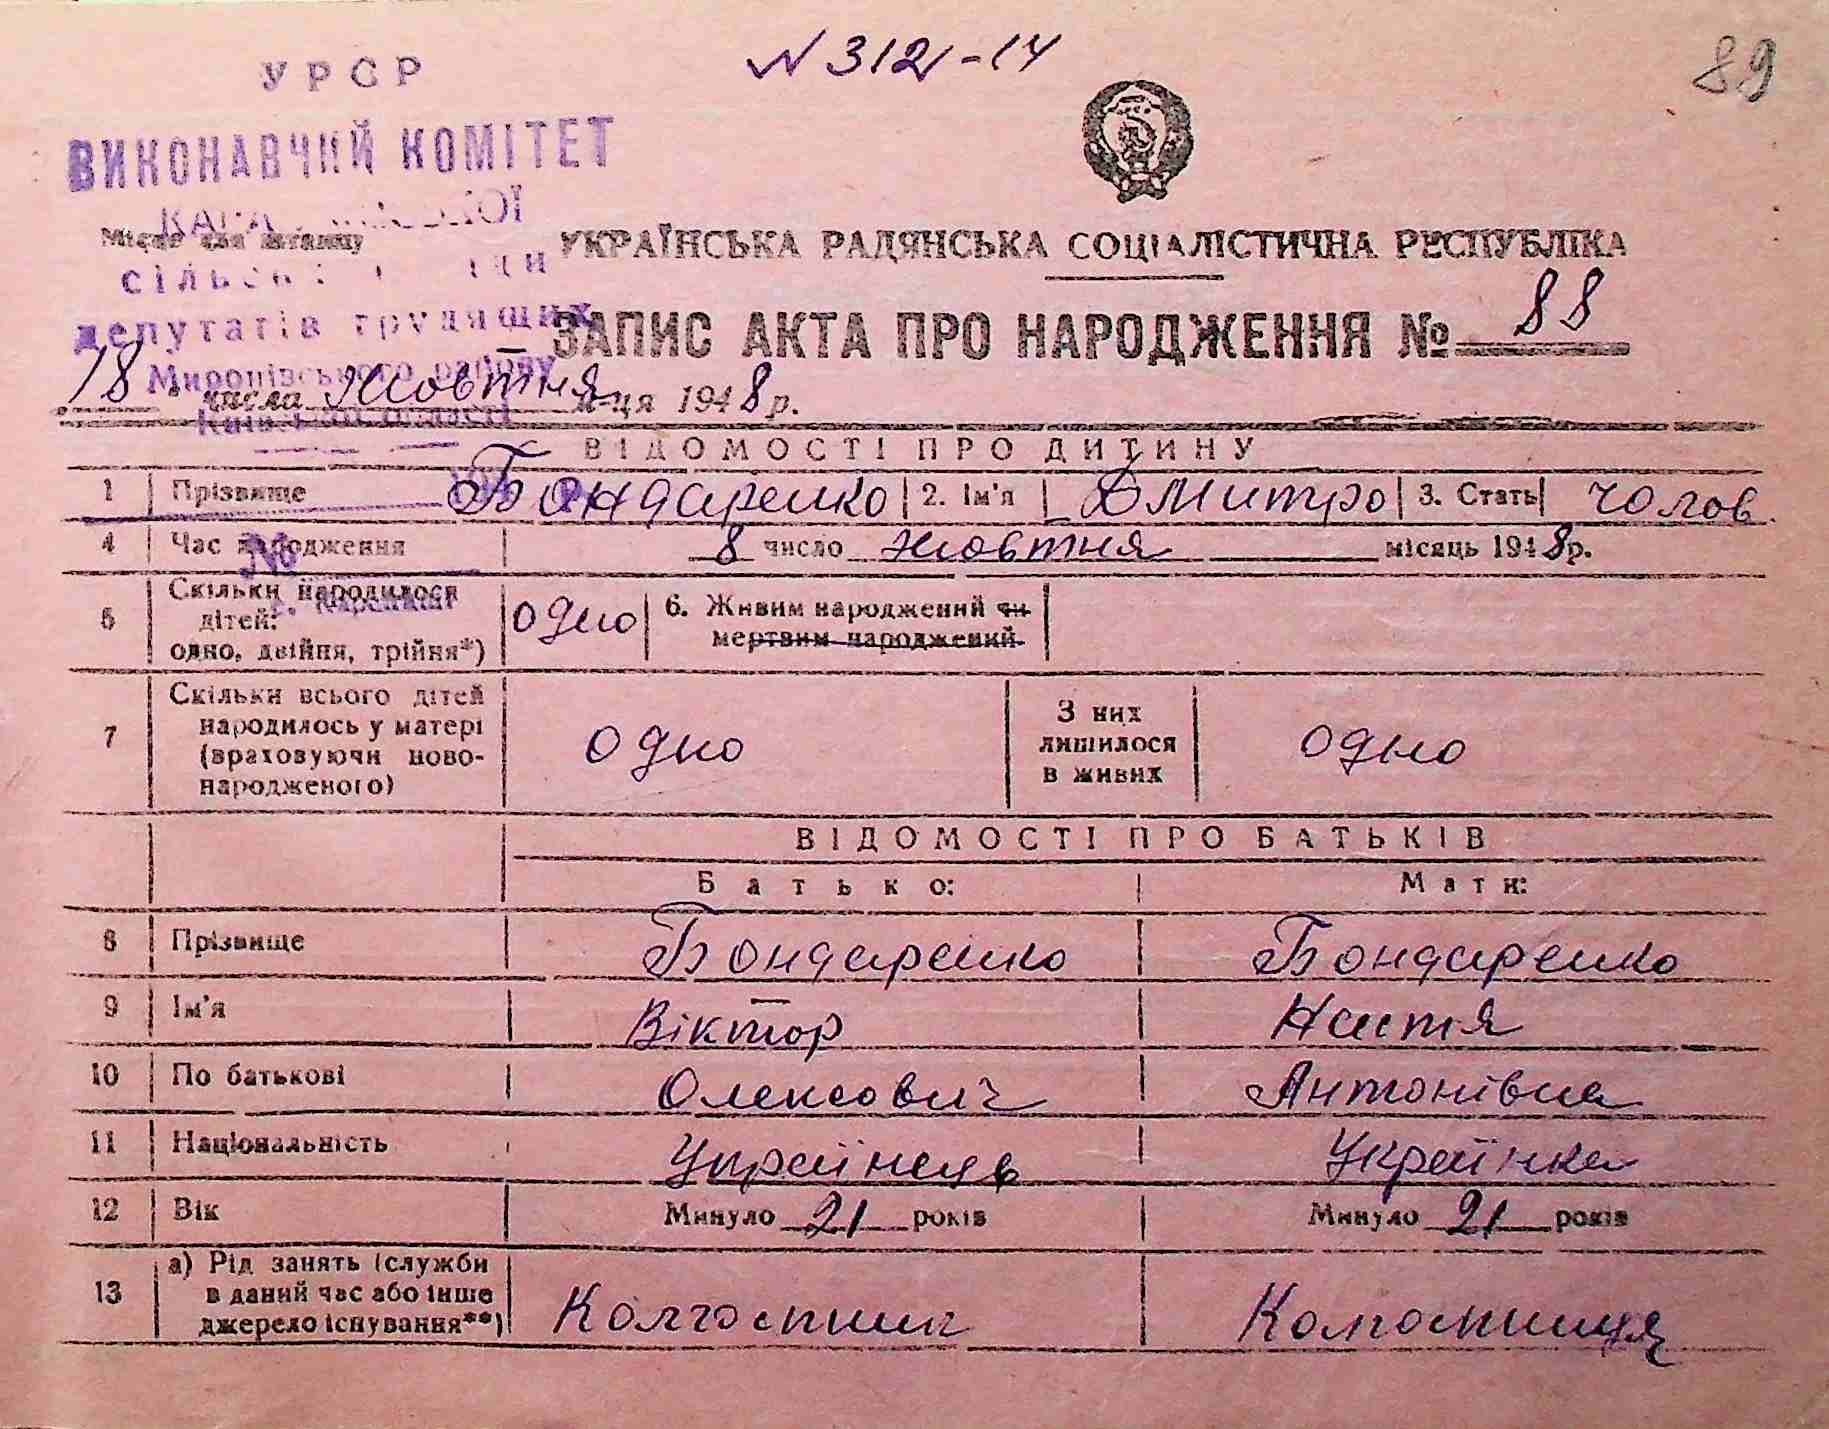 N 312-14
89
УРСР
ВИКОНАВЧИЙ КОМІТЕТ
Місце для штампу
УКРАЇНСЬКА РАДЯНСЬКА СОЦІАЛІСТИЧНА РЕСПУБЛІКА
депутатів трудящих
ЗАПИС АКТА ПРО НАРОДЖЕННЯ № 88
Миронівського району
Київської області
18 числа Жовтня м-ця 1948 р.
ВІДОМОСТІ ПРО ДИТИНУ
1 Прізвище Бондаренко 2. Ім'я Дмитро 3. Стать чолов.
4 Час народження 8 число жовтня місяць 1948 р.
№
5 Скільки народилося дітей: одно, двійня, трійня*) одно 6. Живим народжений чи мертвим народжений
7 Скільки всього дітей народилось у матері (враховуючи ново-народженого) одно З них лишилося в живих одно
ВІДОМОСТІ ПРО БАТЬКІВ
Батько: Мати:
8 Прізвище Бондаренко Бондаренко
9 Ім'я Віктор Настя
10 По батькові Олексович Антонівна
11 Національність Українець Українка
12 Вік Минуло 21 років Минуло 21 років
13 а) Рід занять (служби в даний час або інше джерело існування**) Колгоспник Колгоспниця